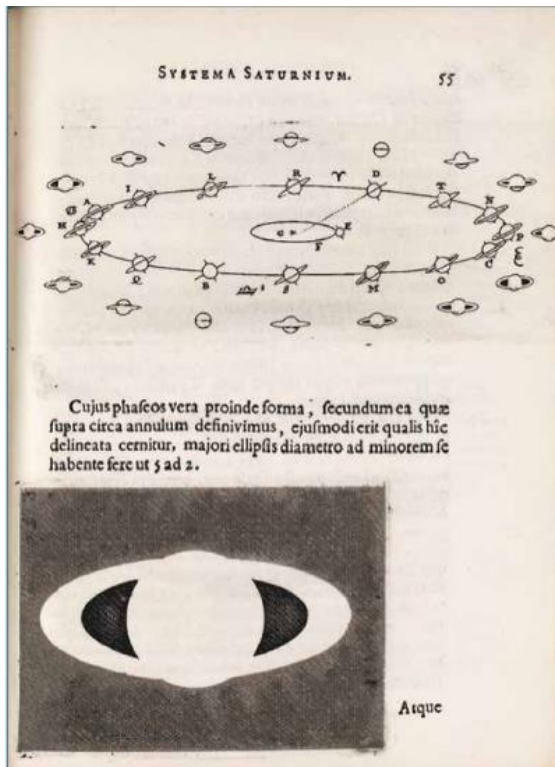 SYSTEMA SATURNIUM. 55
L R ♈ D
A I T N
H P
G E
F
K C
Q B S M O
Cujus phaseos vera proinde forma, secundum ea quæ
supra circa annulum definivimus, ejusmodi erit qualis hîc
delineata cernitur, majori ellipsis diametro ad minorem se
habente fere ut 5 ad 2.
Atque